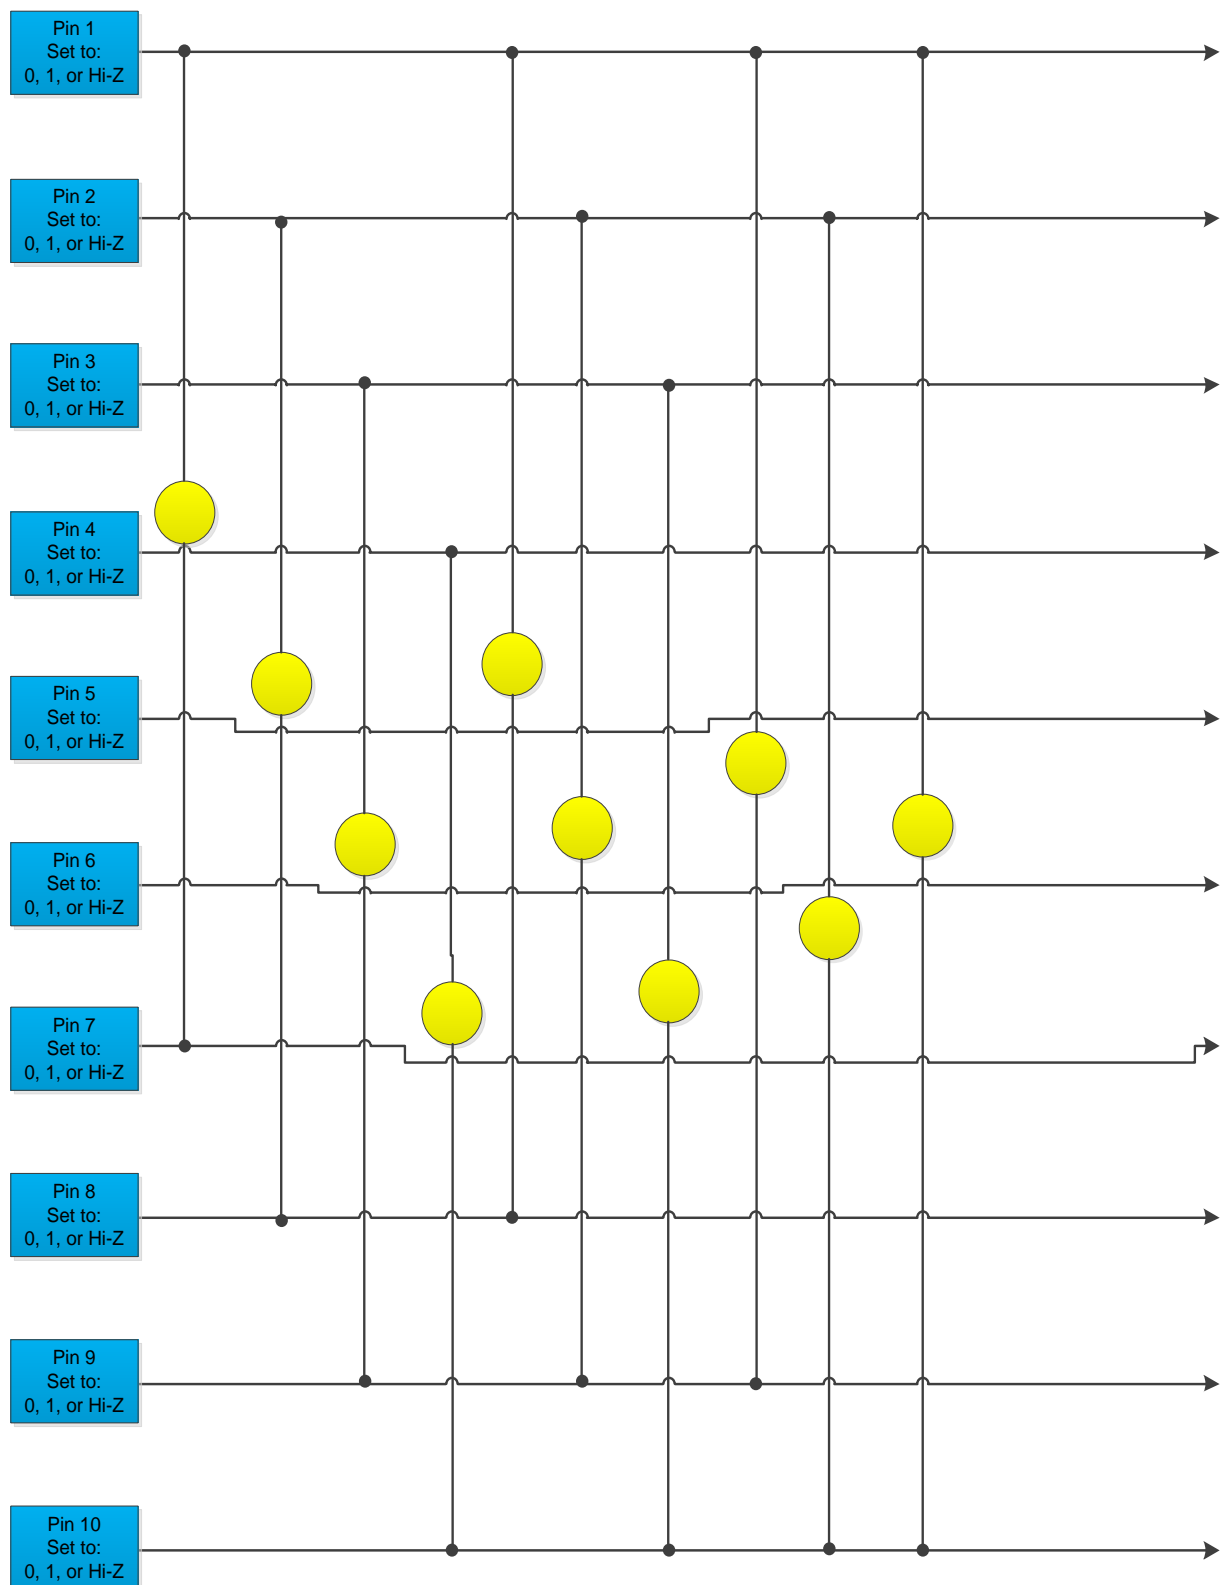 Pin 1
Set to:
0, 1, or Hi-Z
Pin 2
Set to:
0, 1, or Hi-Z
Pin 3
Set to:
0, 1, or Hi-Z
Pin 4
Set to:
0, 1, or Hi-Z
Pin 5
Set to:
0, 1, or Hi-Z
Pin 6
Set to:
0, 1, or Hi-Z
Pin 7
Set to:
0, 1, or Hi-Z
Pin 8
Set to:
0, 1, or Hi-Z
Pin 9
Set to:
0, 1, or Hi-Z
Pin 10
Set to:
0, 1, or Hi-Z